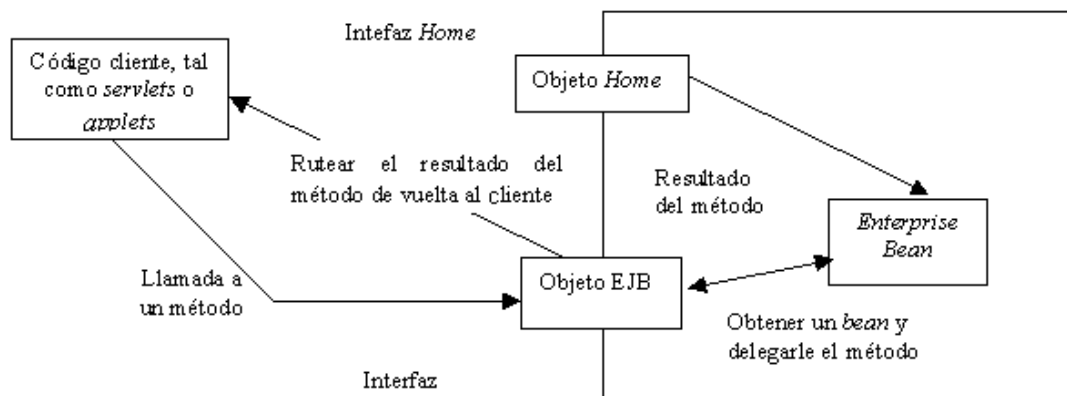 Intefaz Home
Código cliente, tal
como servlets o
applets
Objeto Home
Rutear el resultado del
método de vuelta al cliente
Resultado
del método
Enterprise
Bean
Llamada a
un método
Objeto EJB
Obtener un bean y
delegarle el método
Interfaz